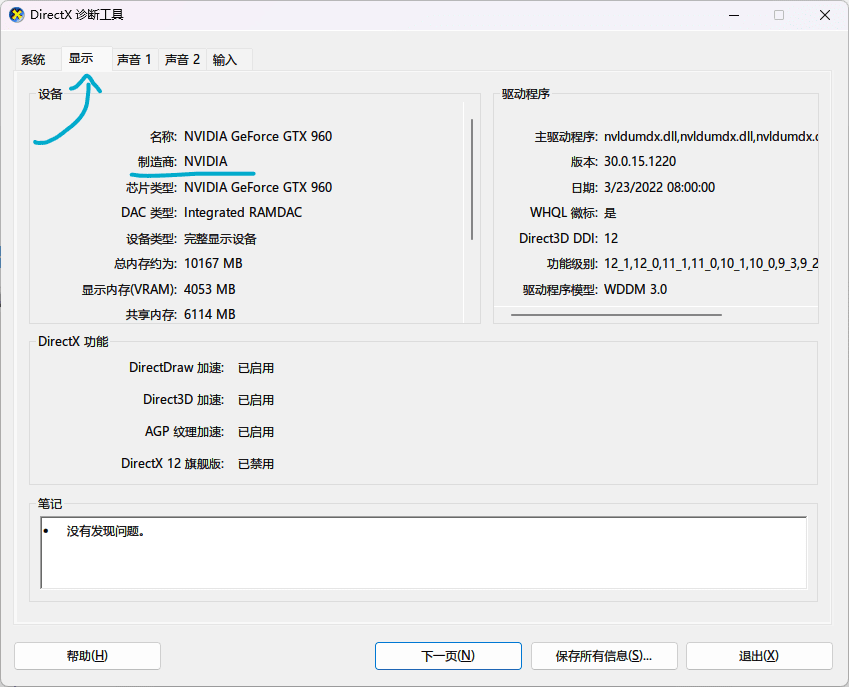 DirectX 诊断工具
系统 显示 声音 1 声音 2 输入
设备
名称: NVIDIA GeForce GTX 960
制造商: NVIDIA
芯片类型: NVIDIA GeForce GTX 960
DAC 类型: Integrated RAMDAC
设备类型: 完整显示设备
总内存约为: 10167 MB
显示内存(VRAM): 4053 MB
共享内存: 6114 MB
驱动程序
主驱动程序: nvldumdx.dll,nvldumdx.dll,nvldumdx.d
版本: 30.0.15.1220
日期: 3/23/2022 08:00:00
WHQL 徽标: 是
Direct3D DDI: 12
功能级别: 12_1,12_0,11_1,11_0,10_1,10_0,9_3,9_2
驱动程序模型: WDDM 3.0
DirectX 功能
DirectDraw 加速: 已启用
Direct3D 加速: 已启用
AGP 纹理加速: 已启用
DirectX 12 旗舰版: 已禁用
笔记
• 没有发现问题。
帮助(H) 下一页(N) 保存所有信息(S)... 退出(X)